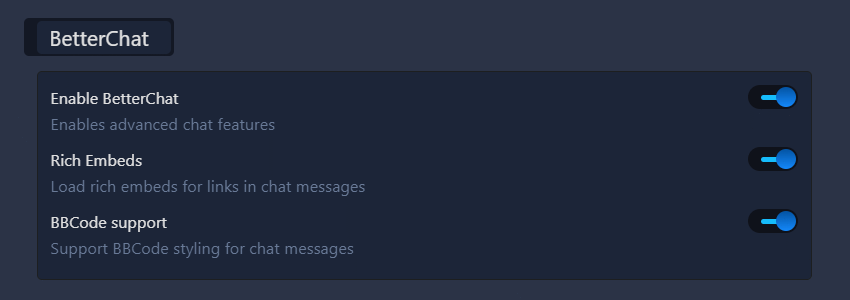 BetterChat
Enable BetterChat
Enables advanced chat features
Rich Embeds
Load rich embeds for links in chat messages
BBCode support
Support BBCode styling for chat messages